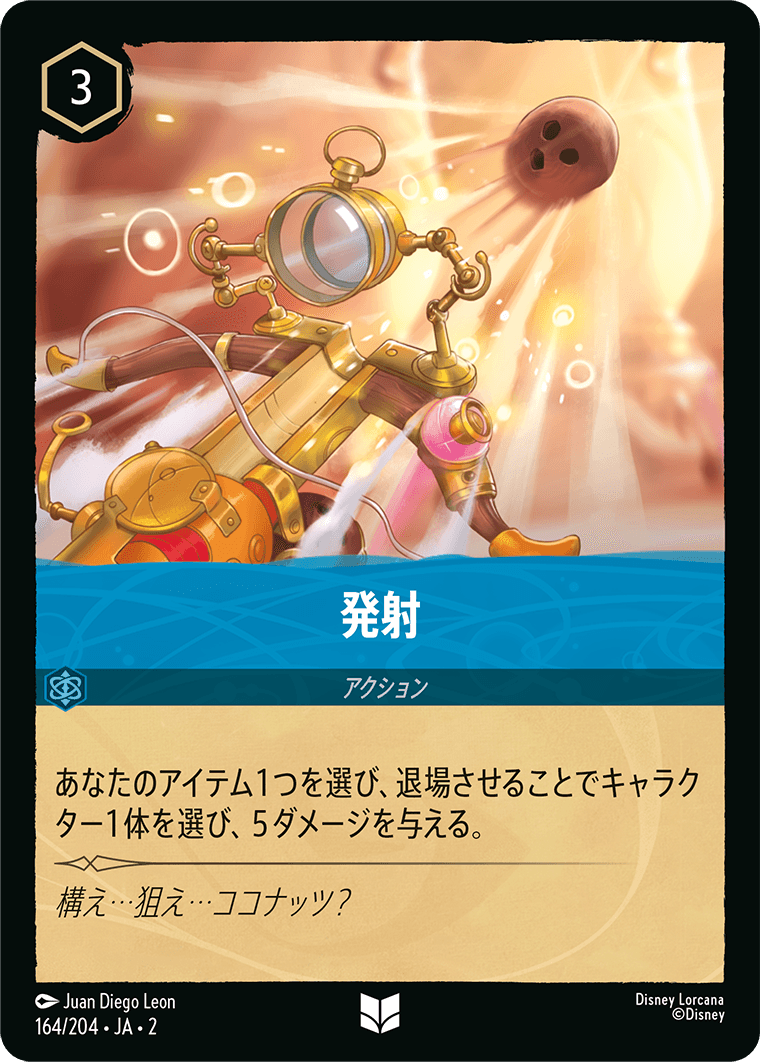 3
発射
アクション
あなたのアイテム1つを選び、退場させることでキャラク
ター1体を選び、5ダメージを与える。
構え…狙え…ココナッツ？
Juan Diego Leon
164/204 • JA • 2
Disney Lorcana
©Disney